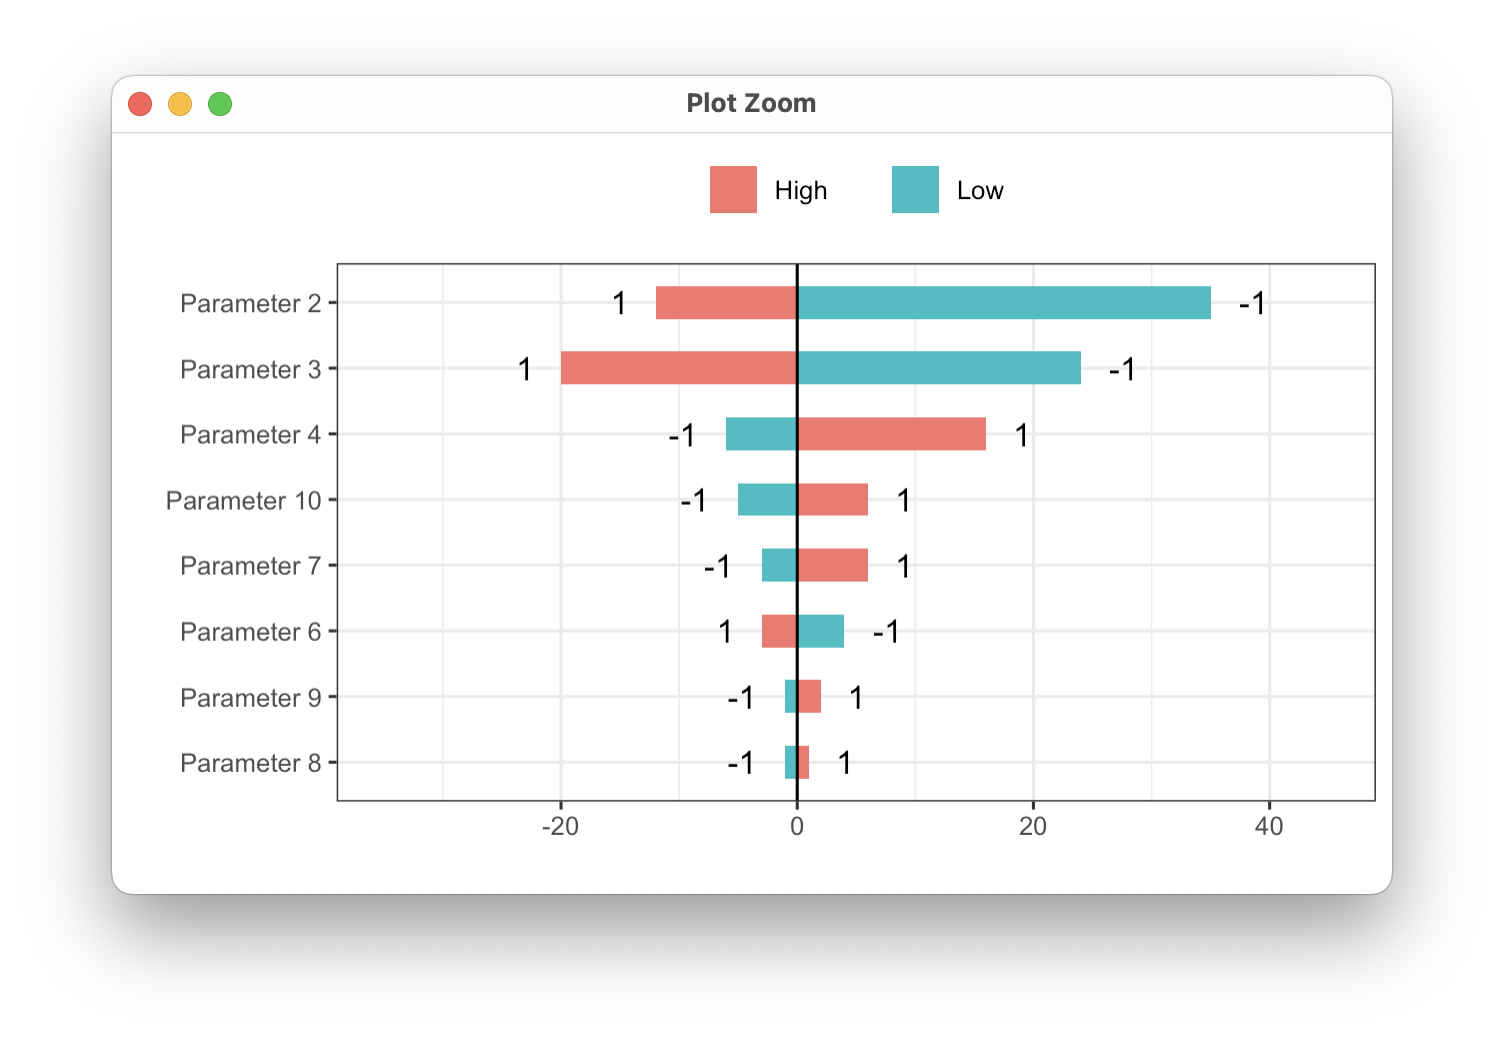 Plot Zoom
High Low
Parameter 2 1 -1
Parameter 3 1 -1
Parameter 4 -1 1
Parameter 10 -1 1
Parameter 7 -1 1
Parameter 6 1 -1
Parameter 9 -1 1
Parameter 8 -1 1
-20 0 20 40